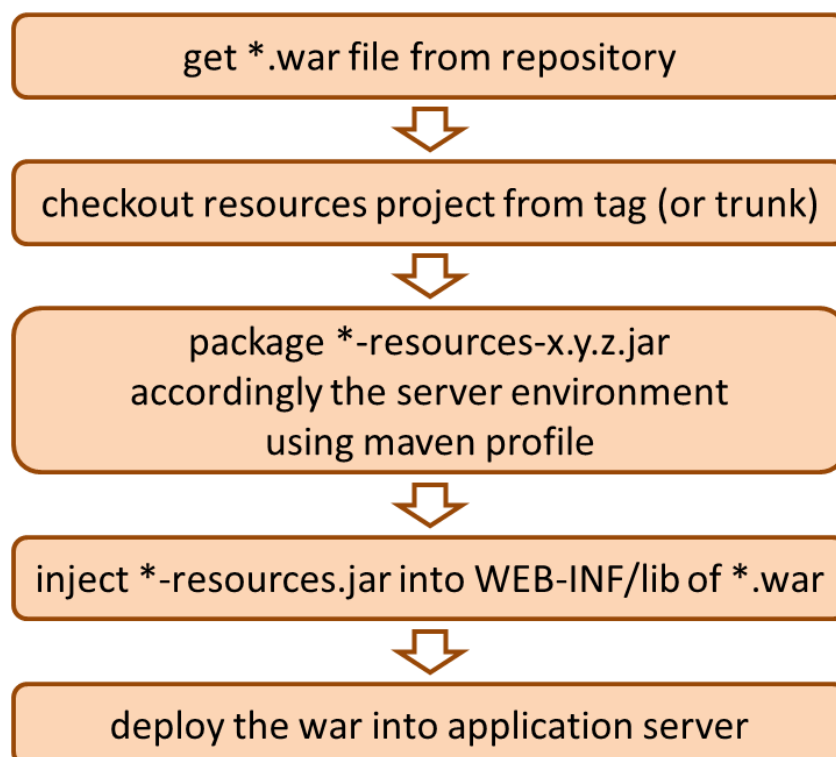 get *.war file from repository
checkout resources project from tag (or trunk)
package *-resources-x.y.z.jar
accordingly the server environment
using maven profile
inject *-resources.jar into WEB-INF/lib of *.war
deploy the war into application server